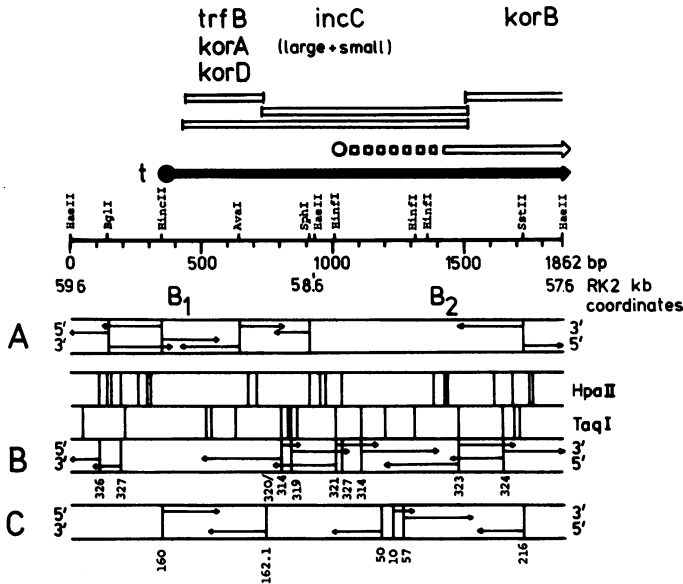 trfB incC korB
korA (large+small)
korD
t
HaeII BglI HincII AvaI SphI HaeII HinfI HinfI HinfI SstII HaeII
0 500 1000 1500 1862 bp
59.6 58.6 57.6 RK2 kb
coordinates
B1 B2
A 5' 3'
3' 5'
HpaII
TaqI
B 5' 3'
3' 5'
326 327 320/ 314 319 321 327 314 323 324
C 5' 3'
3' 5'
160 162.1 50 10 57 216